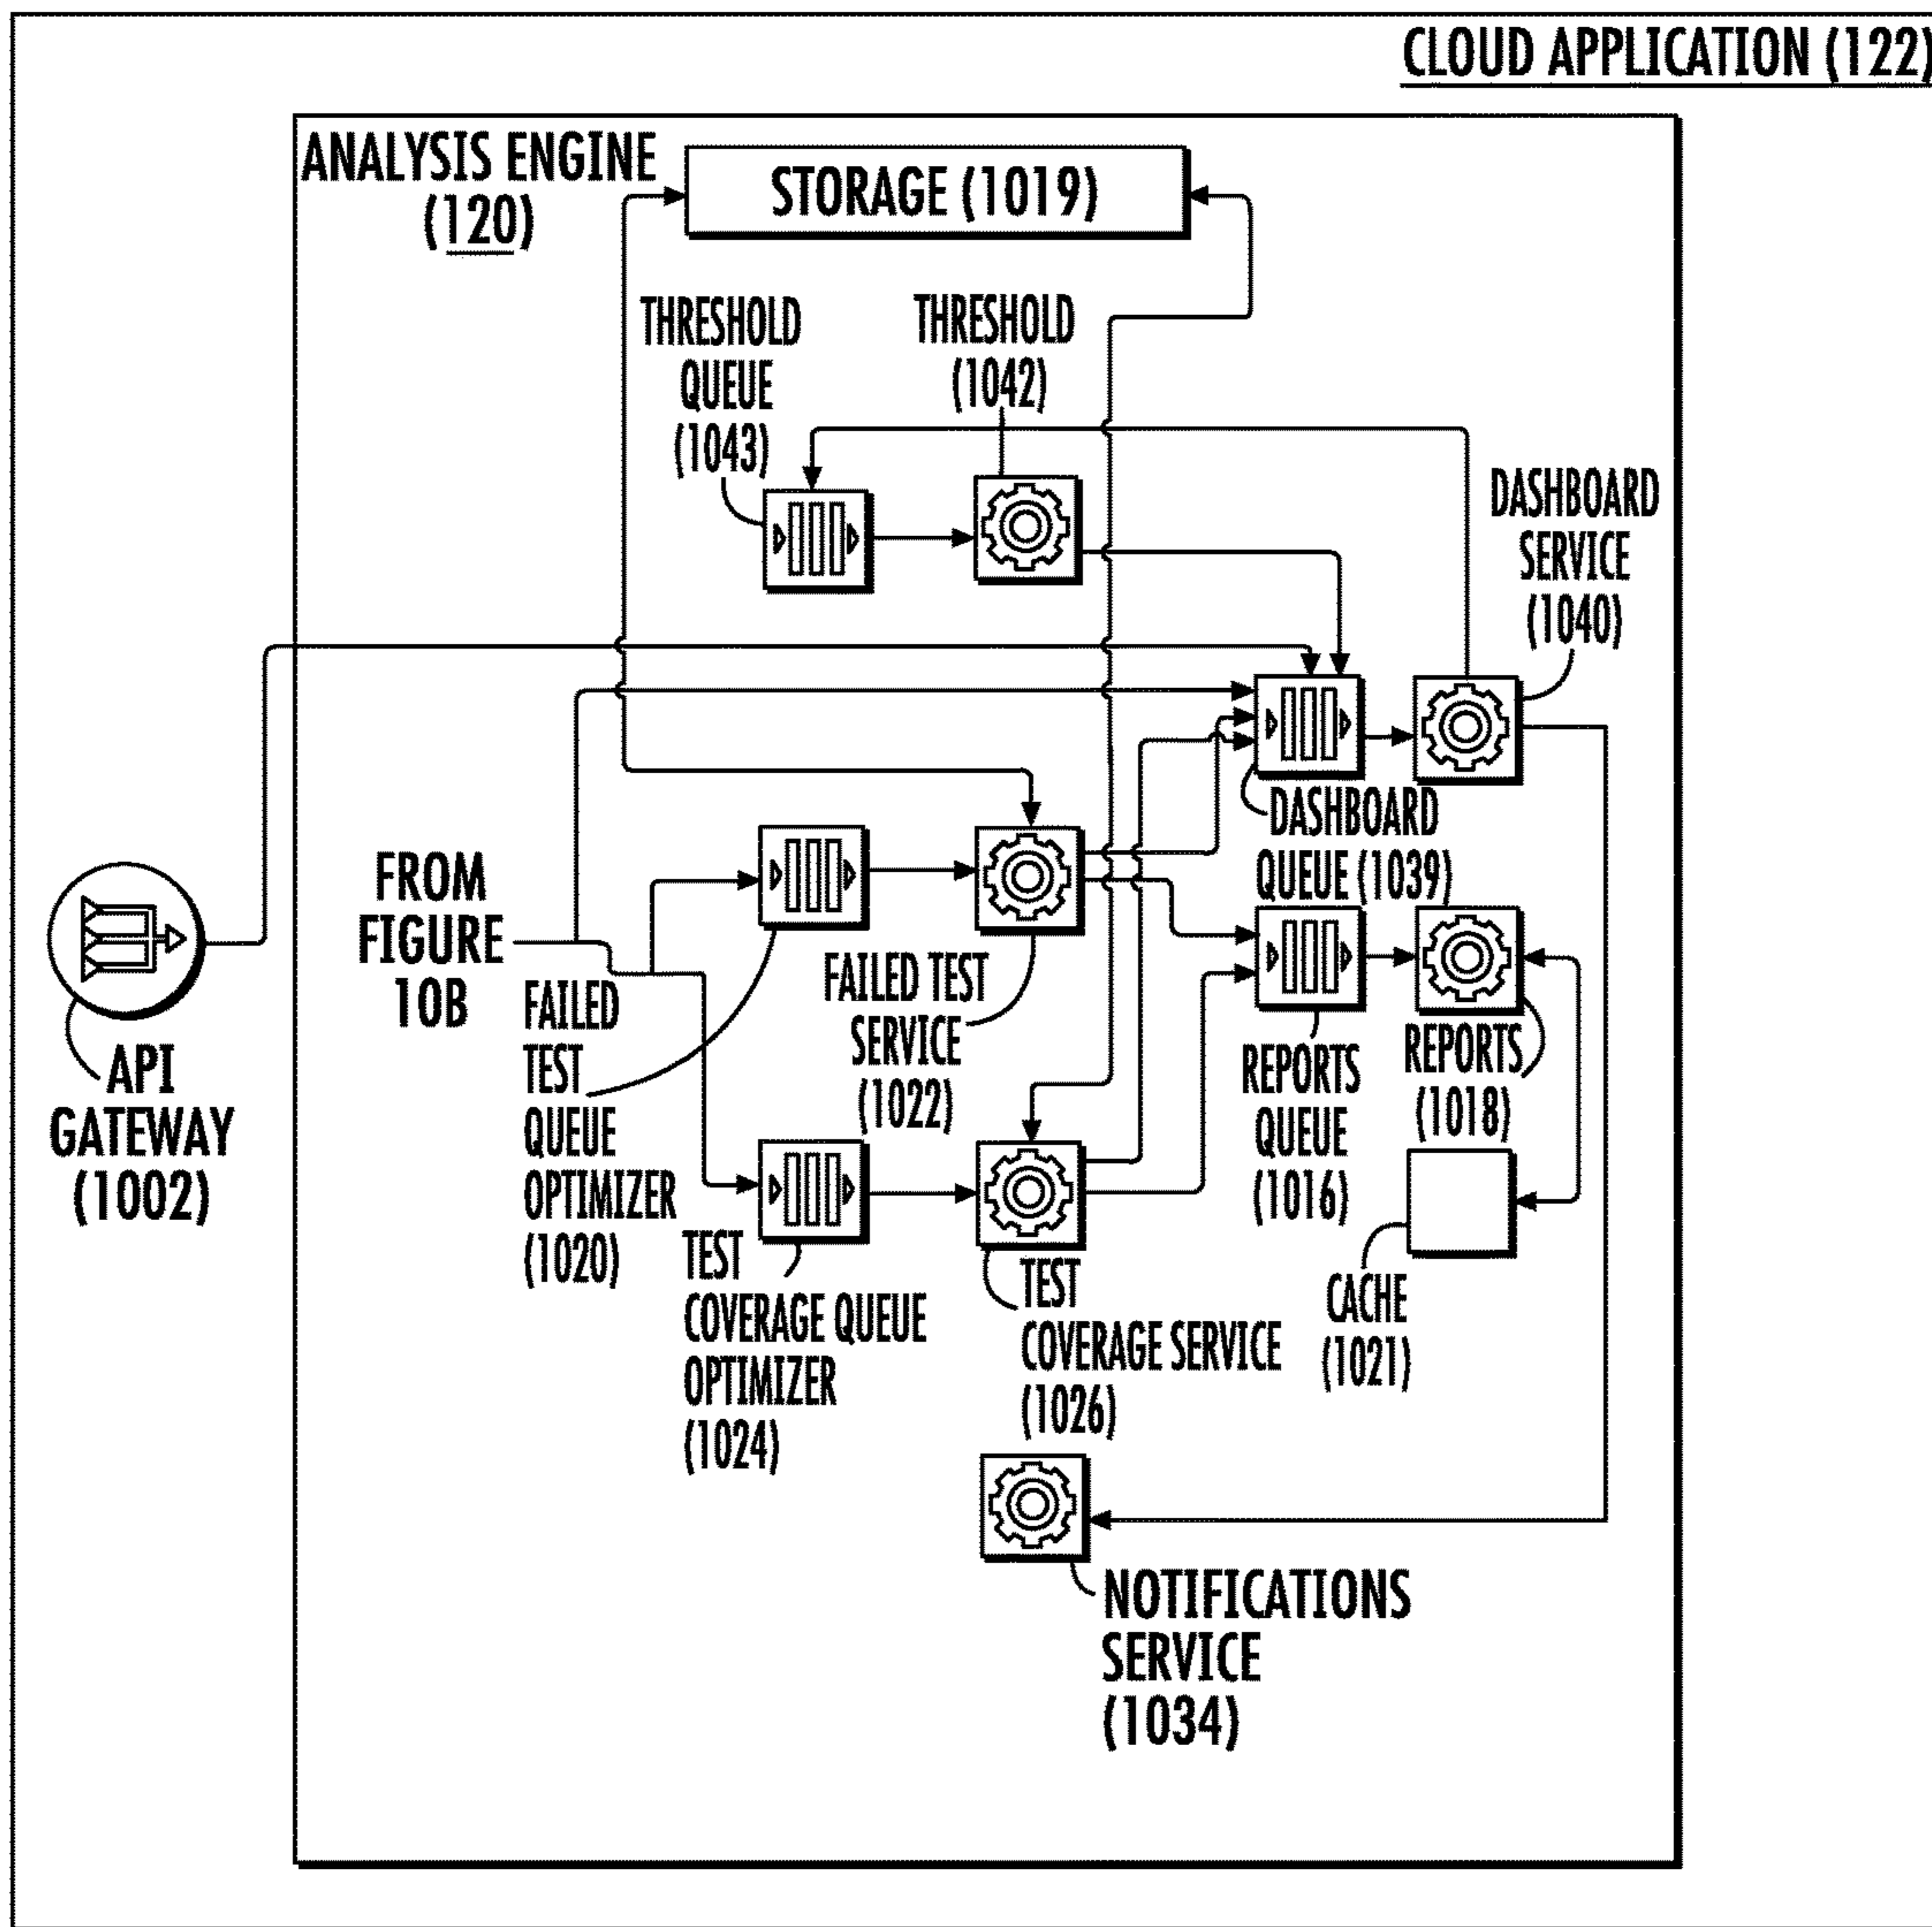 CLOUD APPLICATION (122)
ANALYSIS ENGINE
(120)
STORAGE (1019)
THRESHOLD
QUEUE
(1043)
THRESHOLD
(1042)
DASHBOARD
SERVICE
(1040)
DASHBOARD
QUEUE (1039)
FROM
FIGURE
10B
API
GATEWAY
(1002)
FAILED
TEST
QUEUE
OPTIMIZER
(1020)
FAILED TEST
SERVICE
(1022)
REPORTS
QUEUE
(1016)
REPORTS
(1018)
TEST
COVERAGE QUEUE
OPTIMIZER
(1024)
TEST
COVERAGE SERVICE
(1026)
CACHE
(1021)
NOTIFICATIONS
SERVICE
(1034)